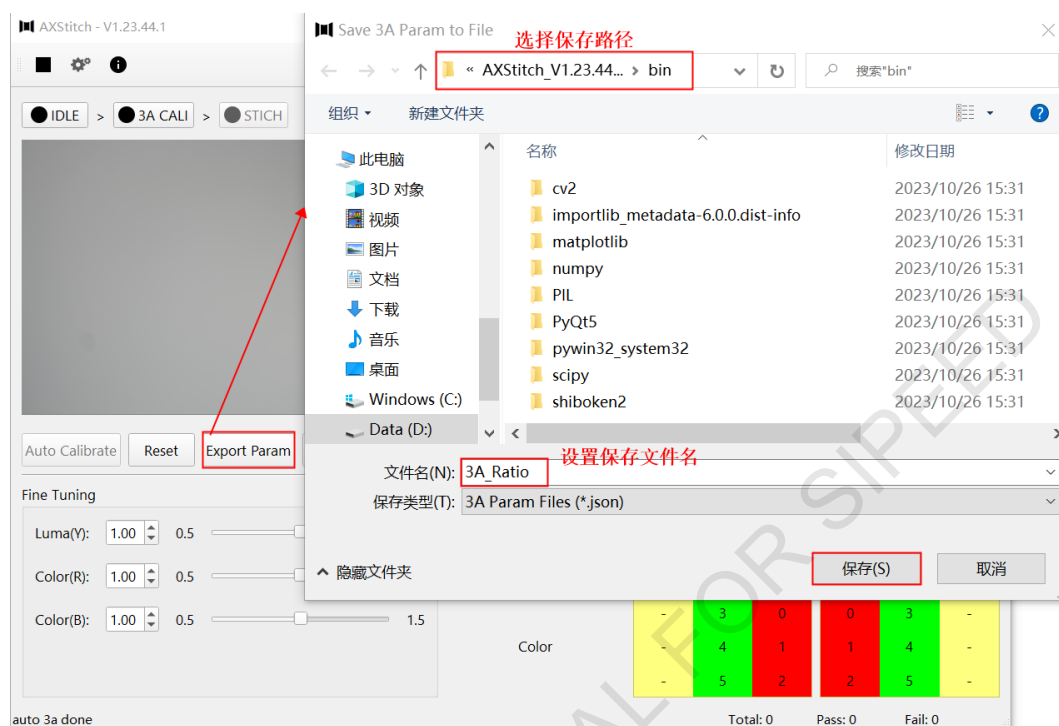 AXStitch - V1.23.44.1
IDLE > 3A CALI > STICH
Auto Calibrate Reset Export Param
Fine Tuning
Luma(Y): 1.00 0.5
Color(R): 1.00 0.5
Color(B): 1.00 0.5 1.5
auto 3a done
Save 3A Param to File
选择保存路径
« AXStitch_V1.23.44... > bin
搜索"bin"
组织 新建文件夹
此电脑
3D 对象
视频
图片
文档
下载
音乐
桌面
Windows (C:)
Data (D:)
名称 修改日期
cv2 2023/10/26 15:31
importlib_metadata-6.0.0.dist-info 2023/10/26 15:31
matplotlib 2023/10/26 15:31
numpy 2023/10/26 15:31
PIL 2023/10/26 15:31
PyQt5 2023/10/26 15:31
pywin32_system32 2023/10/26 15:31
scipy 2023/10/26 15:31
shiboken2 2023/10/26 15:31
设置保存文件名
文件名(N): 3A_Ratio
保存类型(T): 3A Param Files (*.json)
隐藏文件夹 保存(S) 取消
Color
- 3 0 0 3 -
- 4 1 1 4 -
- 5 2 2 5 -
Total: 0 Pass: 0 Fail: 0
AL FOR SIPEED